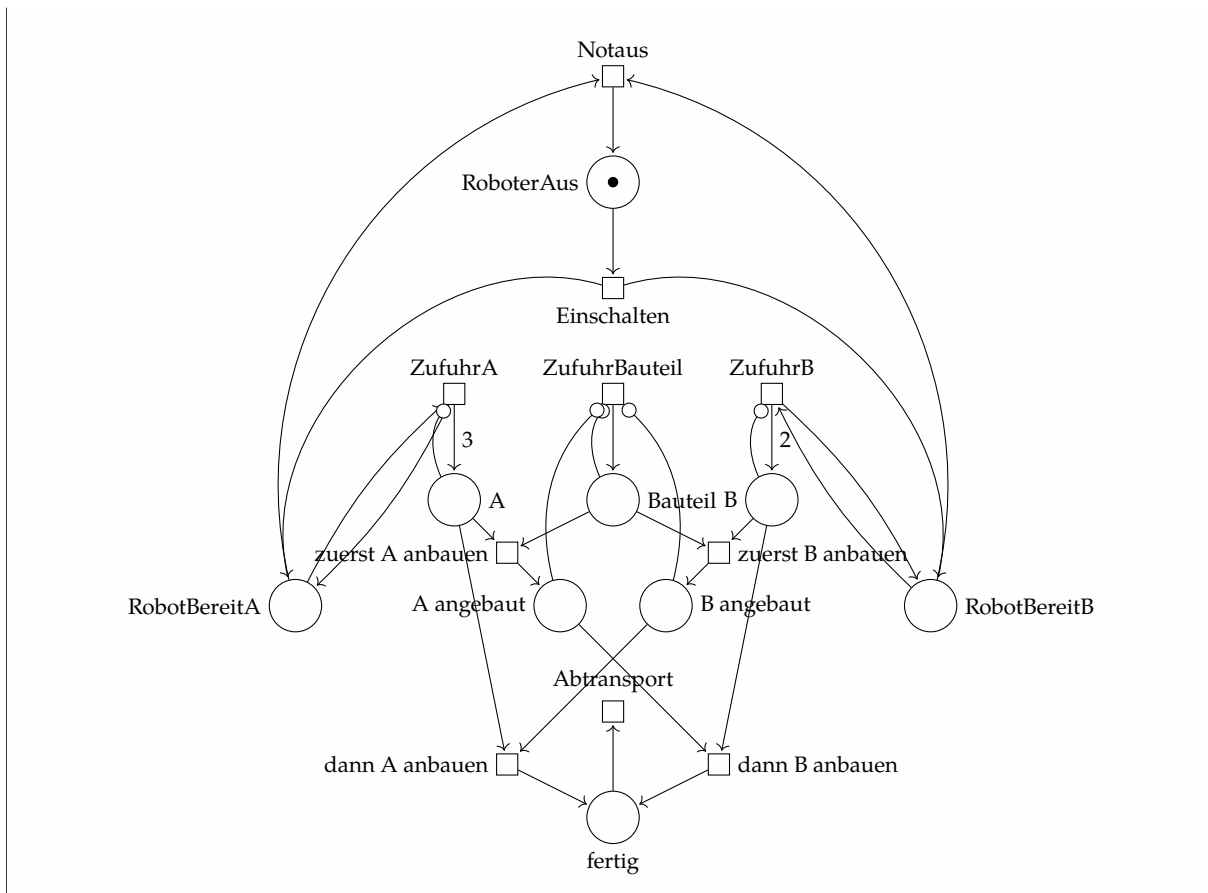 Notaus
RoboterAus
Einschalten
ZufuhrA
ZufuhrBauteil
ZufuhrB
3
2
A
Bauteil
B
zuerst A anbauen
zuerst B anbauen
RobotBereitA
A angebaut
B angebaut
RobotBereitB
Abtransport
dann A anbauen
dann B anbauen
fertig